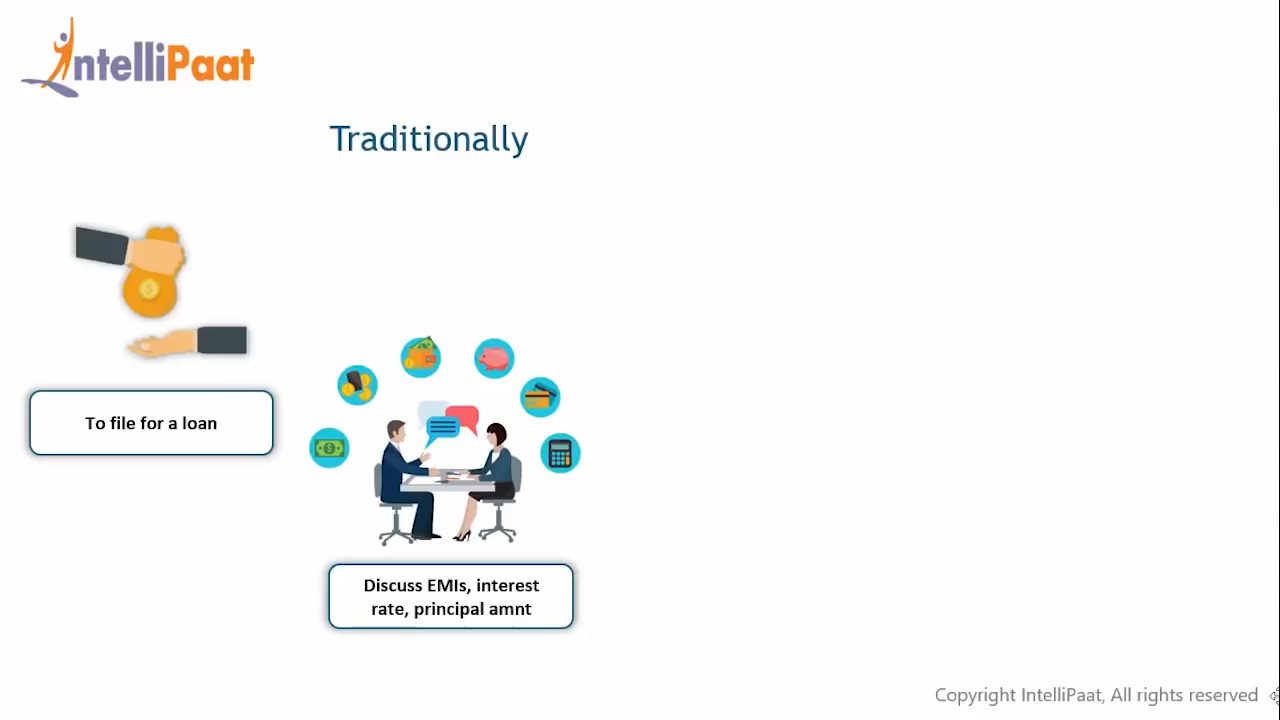 IntelliPaat
Traditionally
To file for a loan
Discuss EMIs, interest
rate, principal amnt
Copyright IntelliPaat, All rights reserved